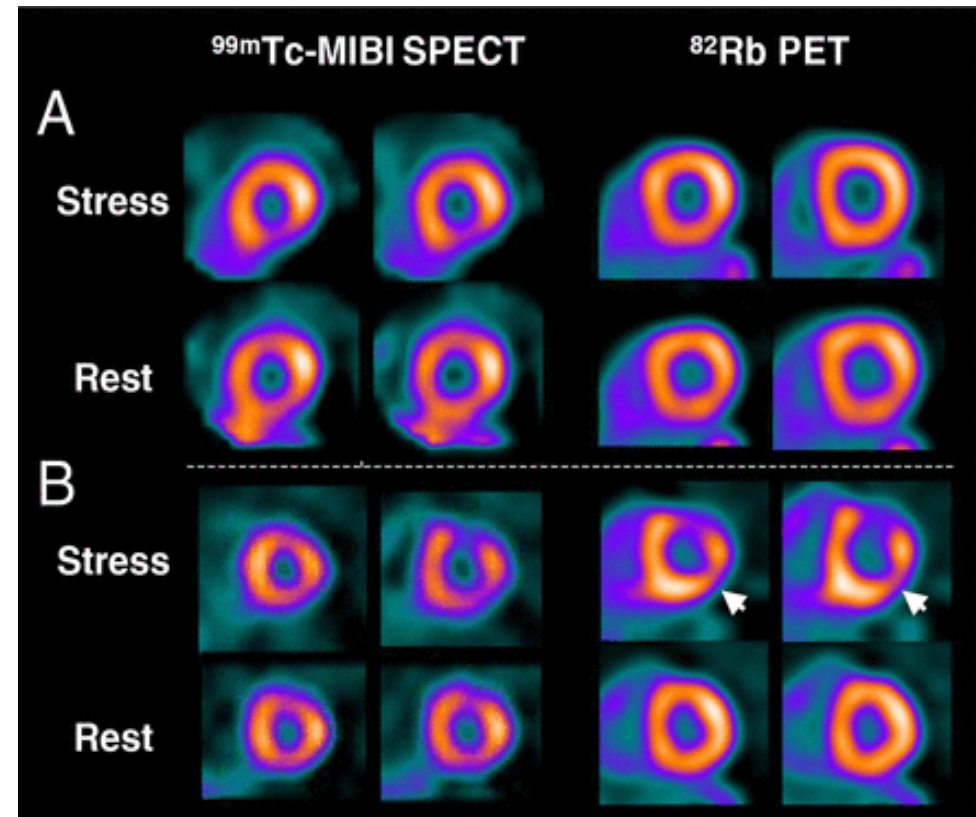 ⁹⁹ᵐTc-MIBI SPECT ⁸²Rb PET
A
Stress
Rest
B
Stress
Rest